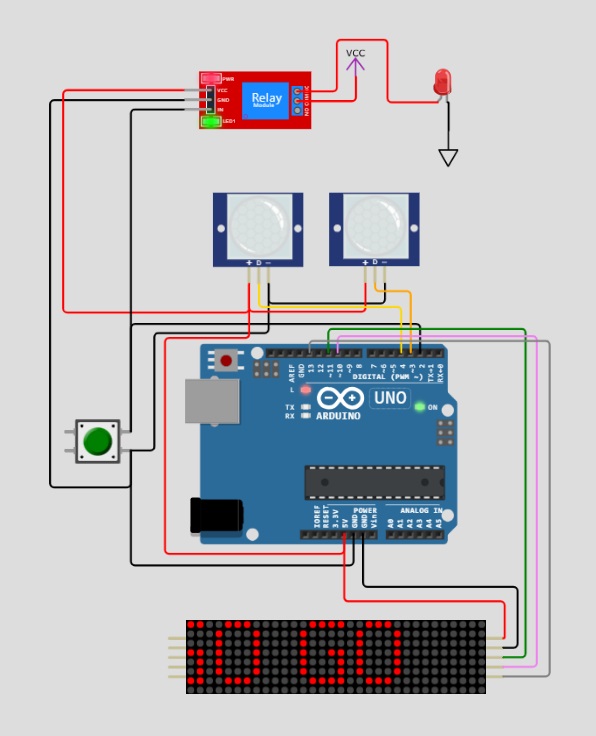 VCC
PWR
VCC
GND
IN
LED1
Relay
Module
NC
COM
NO
+ D -
+ D -
AREF
GND
13
12
~11
~10
~9
8
7
~6
~5
4
~3
2
TX→1
RX←0
DIGITAL (PWM ~)
L
TX
RX
UNO
ON
ARDUINO
IOREF
RESET
3.3V
5V
GND
GND
Vin
POWER
ANALOG IN
A0
A1
A2
A3
A4
A5